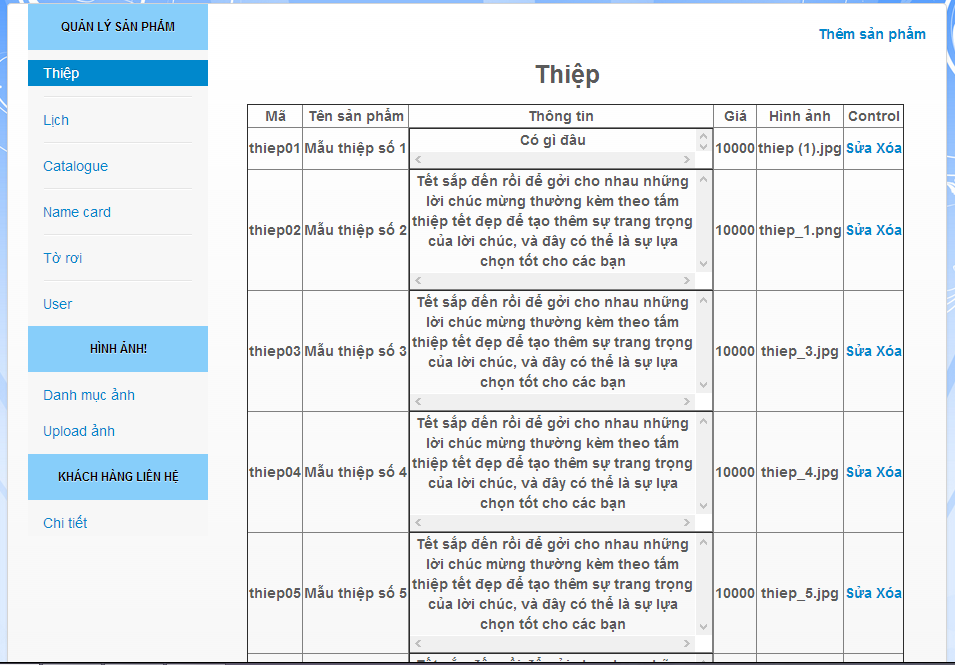 QUẢN LÝ SẢN PHẨM
Thiệp
Lịch
Catalogue
Name card
Tờ rơi
User
HÌNH ẢNH!
Danh mục ảnh
Upload ảnh
KHÁCH HÀNG LIÊN HỆ
Chi tiết
Thêm sản phẩm
Thiệp
Mã Tên sản phẩm Thông tin Giá Hình ảnh Control
thiep01 Mẫu thiệp số 1 Có gì đâu 10000 thiep (1).jpg Sửa Xóa
Tết sắp đến rồi để gởi cho nhau những
lời chúc mừng thường kèm theo tấm
thiep02 Mẫu thiệp số 2 thiệp tết đẹp để tạo thêm sự trang trọng 10000 thiep_1.png Sửa Xóa
của lời chúc, và đây có thể là sự lựa
chọn tốt cho các bạn
Tết sắp đến rồi để gởi cho nhau những
lời chúc mừng thường kèm theo tấm
thiep03 Mẫu thiệp số 3 thiệp tết đẹp để tạo thêm sự trang trọng 10000 thiep_3.jpg Sửa Xóa
của lời chúc, và đây có thể là sự lựa
chọn tốt cho các bạn
Tết sắp đến rồi để gởi cho nhau những
lời chúc mừng thường kèm theo tấm
thiep04 Mẫu thiệp số 4 thiệp tết đẹp để tạo thêm sự trang trọng 10000 thiep_4.jpg Sửa Xóa
của lời chúc, và đây có thể là sự lựa
chọn tốt cho các bạn
Tết sắp đến rồi để gởi cho nhau những
lời chúc mừng thường kèm theo tấm
thiep05 Mẫu thiệp số 5 thiệp tết đẹp để tạo thêm sự trang trọng 10000 thiep_5.jpg Sửa Xóa
của lời chúc, và đây có thể là sự lựa
chọn tốt cho các bạn